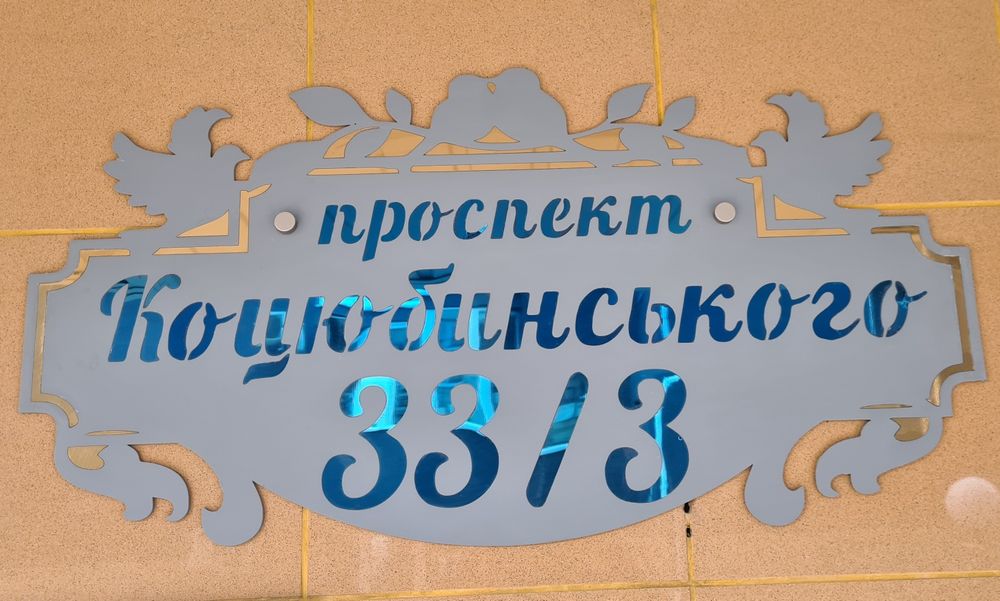 проспект
Коцюбинського
33/3